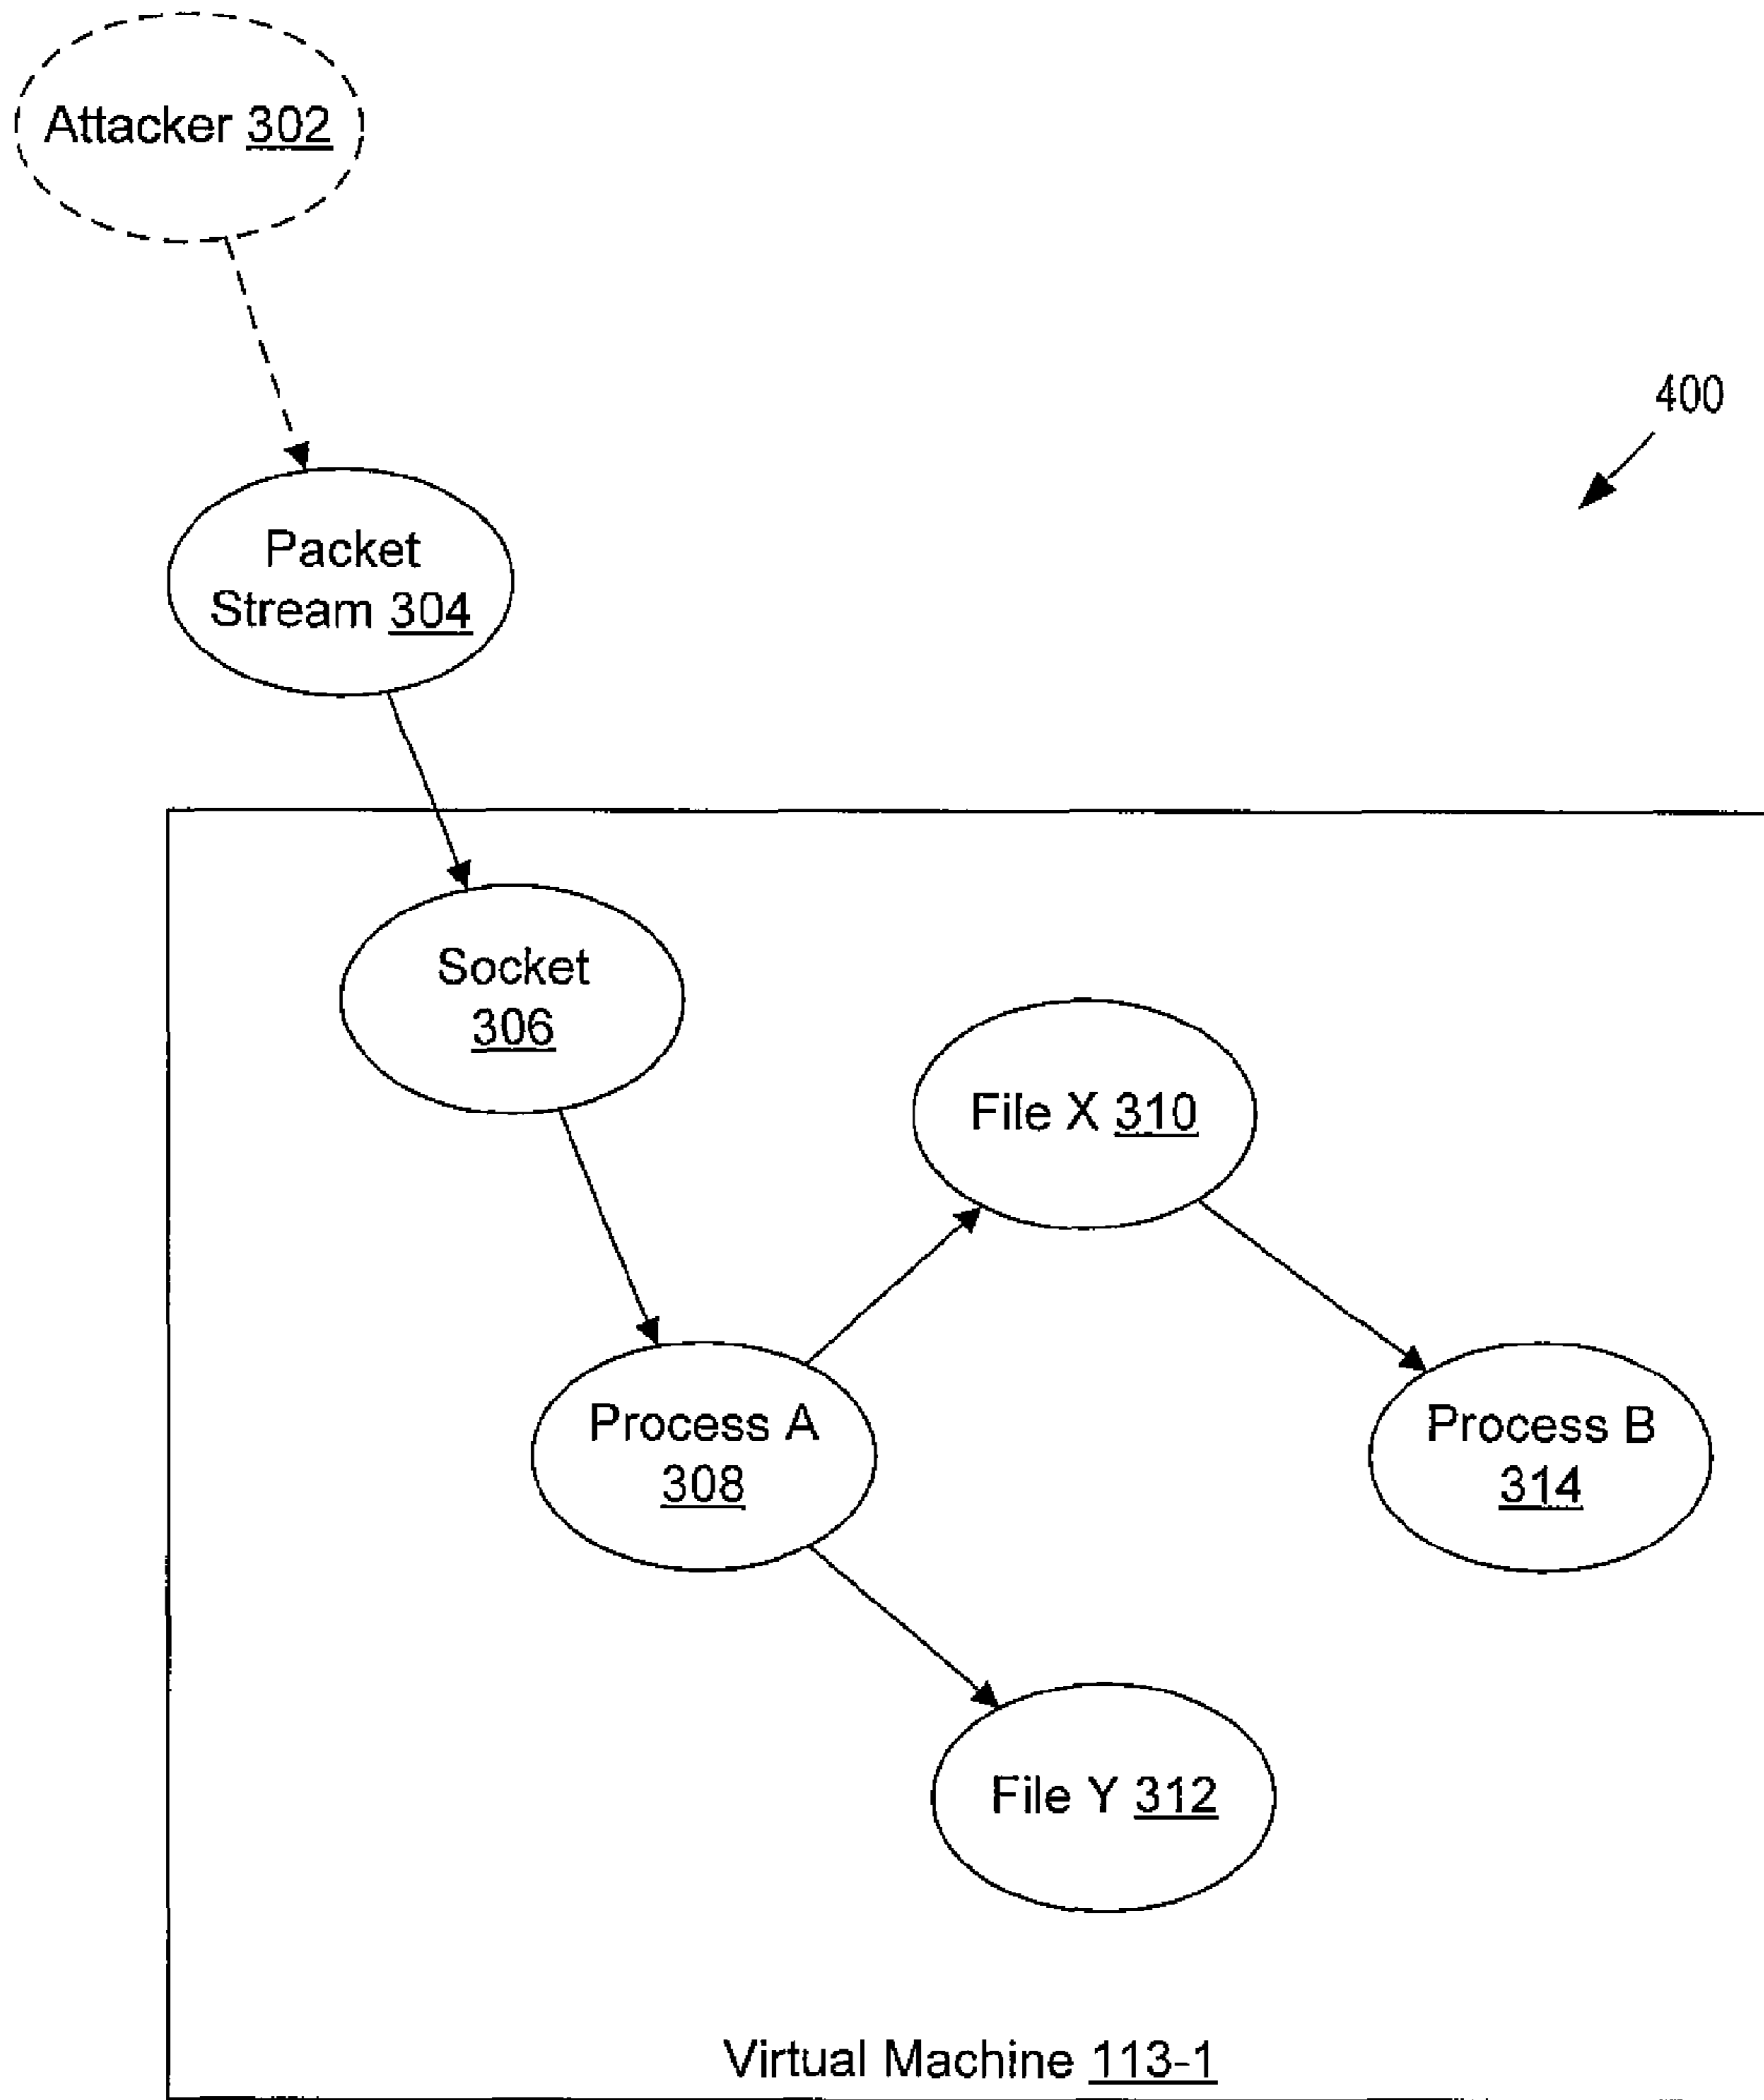 Attacker 302
400
Packet
Stream 304
Socket
306
File X 310
Process A
308
Process B
314
File Y 312
Virtual Machine 113-1